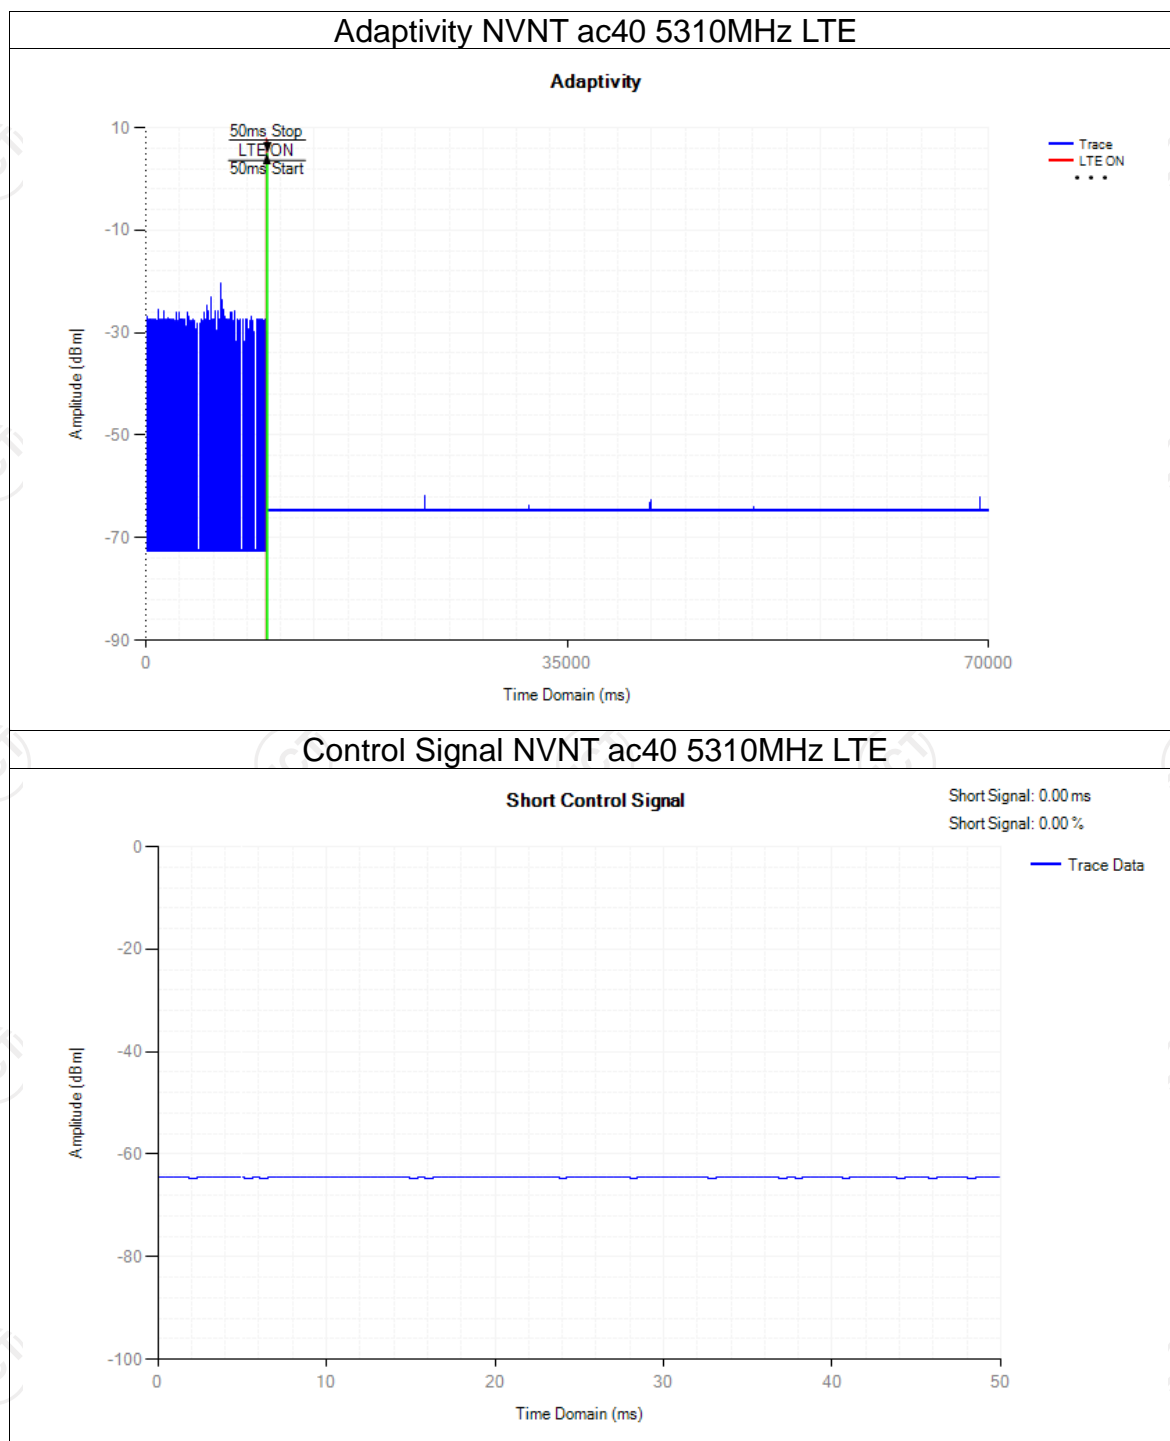 Adaptivity NVNT ac40 5310MHz LTE
Adaptivity
50ms Stop
LTE ON
50ms Start
Trace
LTE ON
. . .
10
-10
-30
-50
-70
-90
Amplitude (dBm|
0 35000 70000
Time Domain (ms)
Control Signal NVNT ac40 5310MHz LTE
Short Control Signal
Short Signal: 0.00 ms
Short Signal: 0.00 %
Trace Data
0
-20
-40
-60
-80
-100
Amplitude (dBm|
0 10 20 30 40 50
Time Domain (ms)